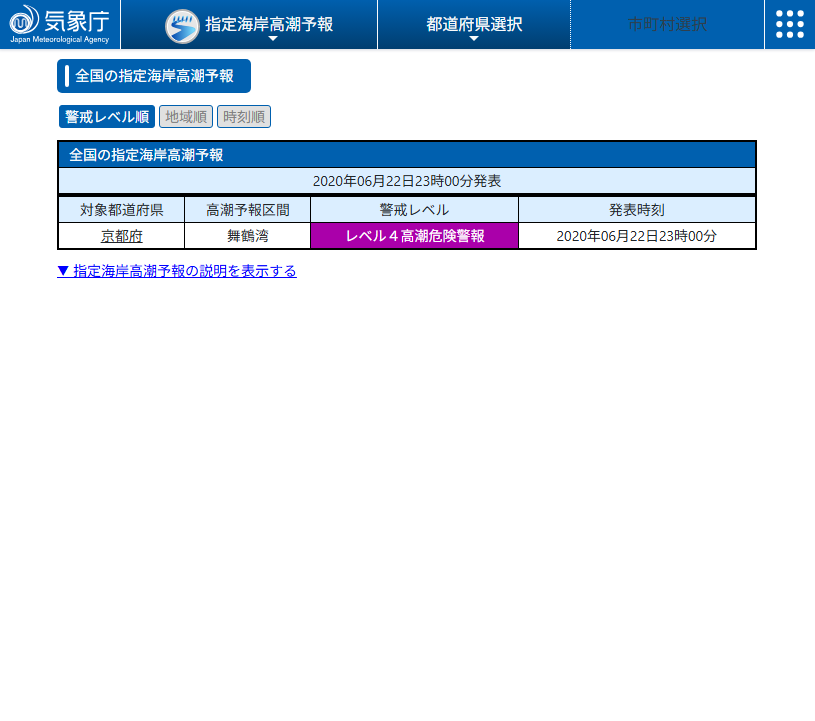 気象庁
Japan Meteorological Agency
指定海岸高潮予報
都道府県選択
市町村選択
全国の指定海岸高潮予報
警戒レベル順 地域順 時刻順
全国の指定海岸高潮予報
2020年06月22日23時00分発表
対象都道府県 高潮予報区間 警戒レベル 発表時刻
京都府 舞鶴湾 レベル４高潮危険警報 2020年06月22日23時00分
▼ 指定海岸高潮予報の説明を表示する